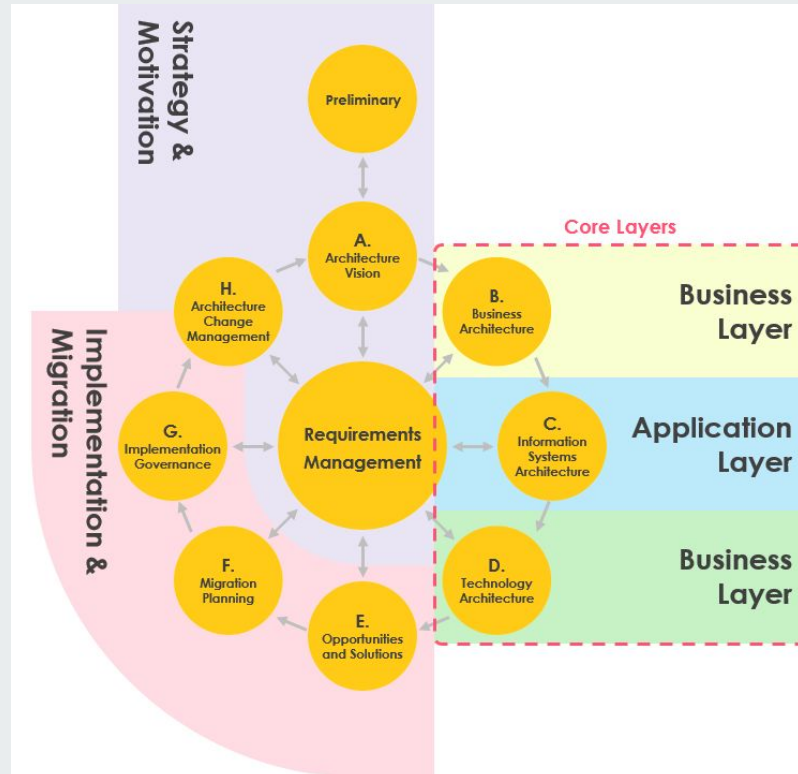 Strategy &
Motivation
Preliminary
A.
Architecture
Vision
Core Layers
H.
Architecture
Change
Management
B.
Business
Architecture
Business
Layer
Implementation &
Migration
G.
Implementation
Governance
Requirements
Management
C.
Information
Systems
Architecture
Application
Layer
F.
Migration
Planning
D.
Technology
Architecture
Business
Layer
E.
Opportunities
and Solutions